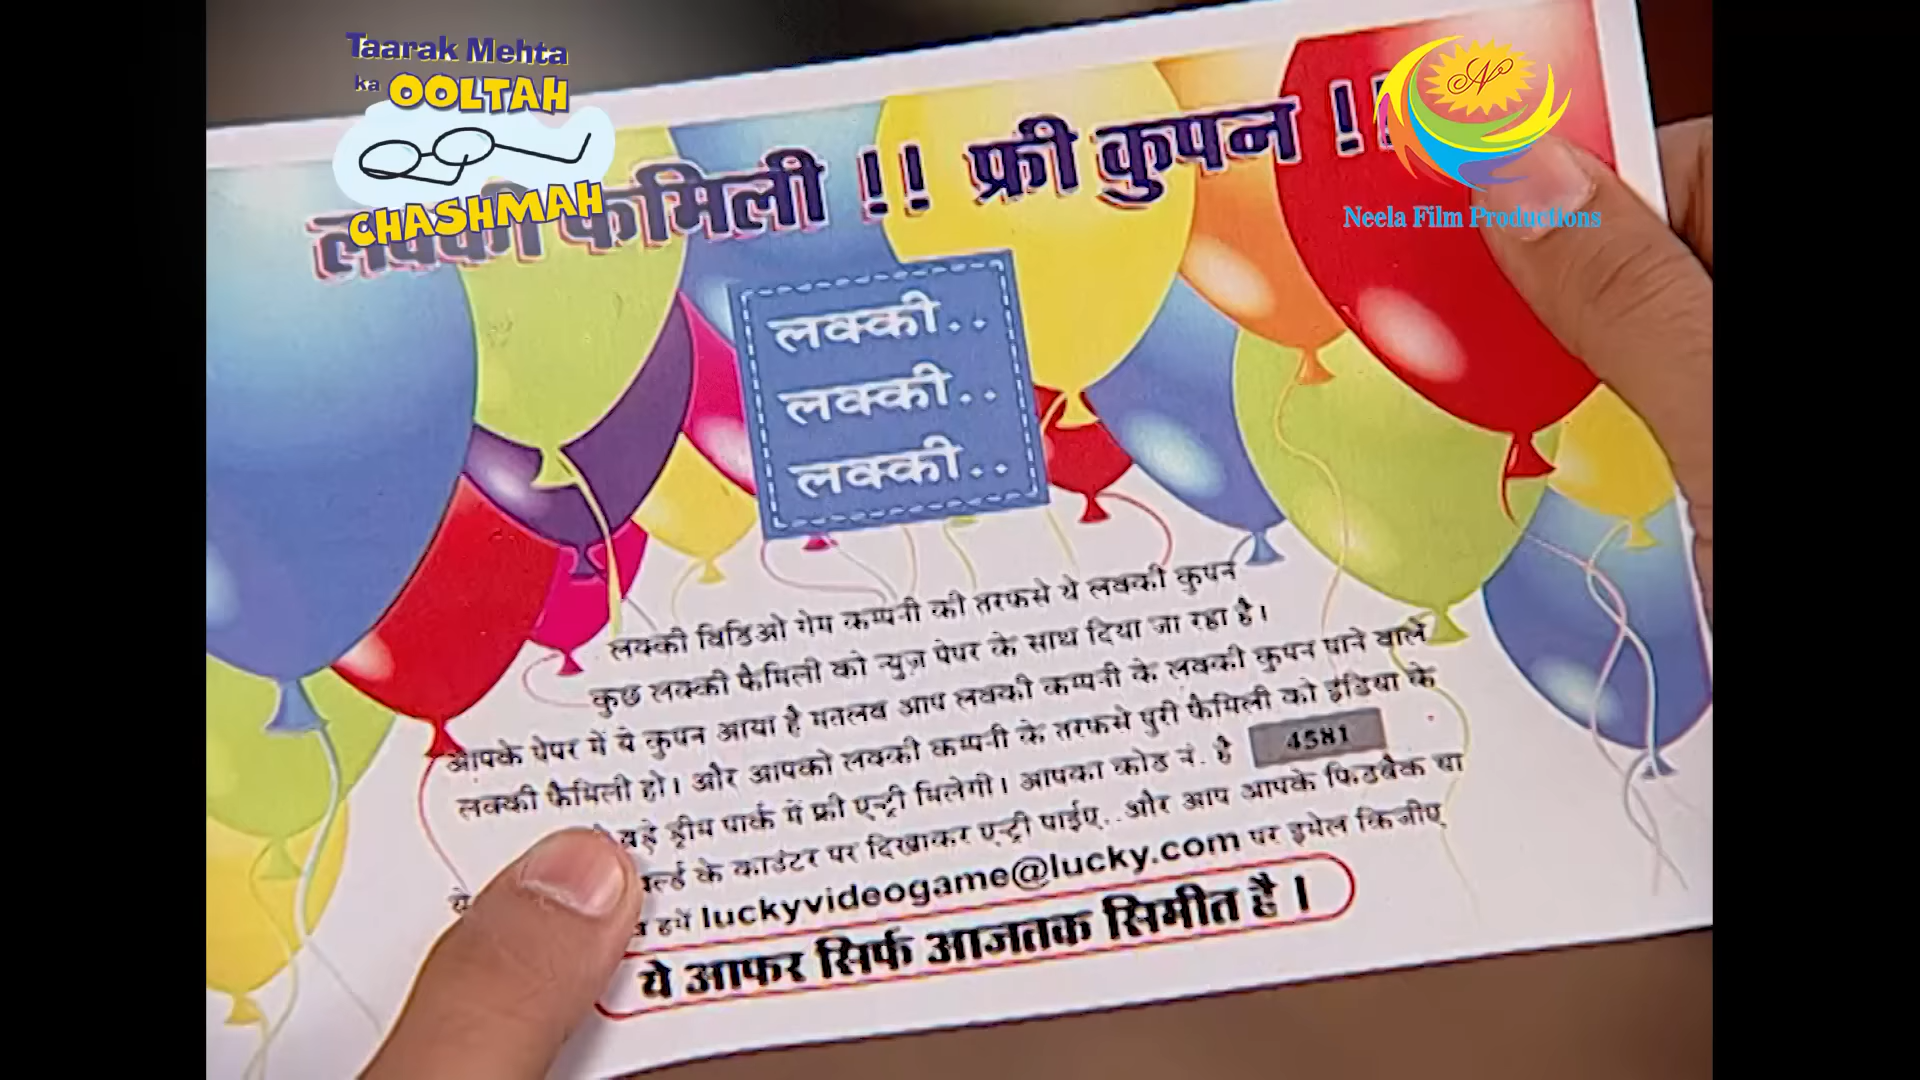 Taarak Mehta
ka OOLTAH
CHASHMAH
Neela Film Productions
लक्की फॅमिली !! फ्री कुपन !!
लक्की..
लक्की..
लक्की..
लक्की विडिओ गेम कम्पनी की तरफसे ये लक्की कुपन
कुछ लक्की फैमिली को न्युज़ पेपर के साथ दिया जा रहा है।
आपके पेपर में ये कुपन आया है मतलब आप लक्की कम्पनी के लक्की कुपन पाने वाले
लक्की फैमिली हो। और आपको लक्की कम्पनी के तरफसे पुरी फैमिली को इंडिया के
बड़े ड्रीम पार्क में फ्री एन्ट्री मिलेगी। आपका कोड नं. है 4581
ये के काउंटर पर दिखाकर एन्ट्री पाईए..और आप आपके फिडबैक या
हमें luckyvideogame@lucky.com पर इमेल किजीए
ये आफर सिर्फ आजतक सिमीत है।